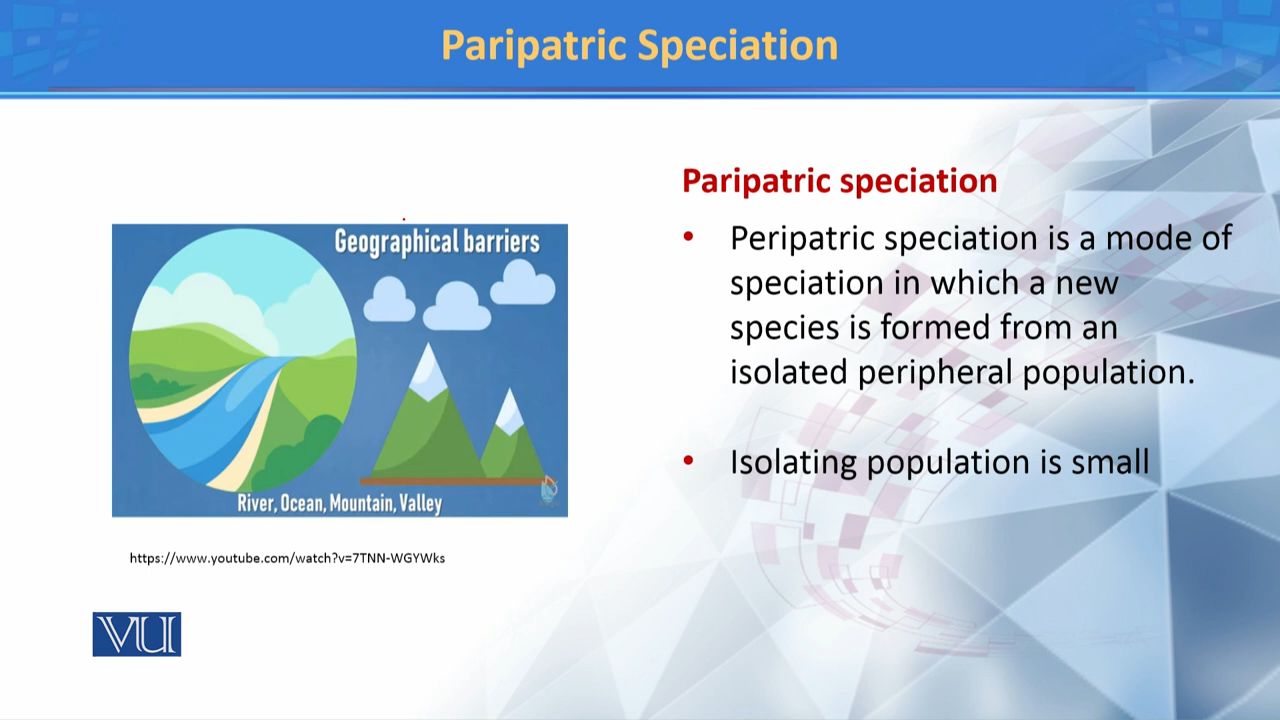 Paripatric Speciation
Geographical barriers
River, Ocean, Mountain, Valley
https://www.youtube.com/watch?v=7TNN-WGYWks
VU
Paripatric speciation
• Peripatric speciation is a mode of
speciation in which a new
species is formed from an
isolated peripheral population.
• Isolating population is small